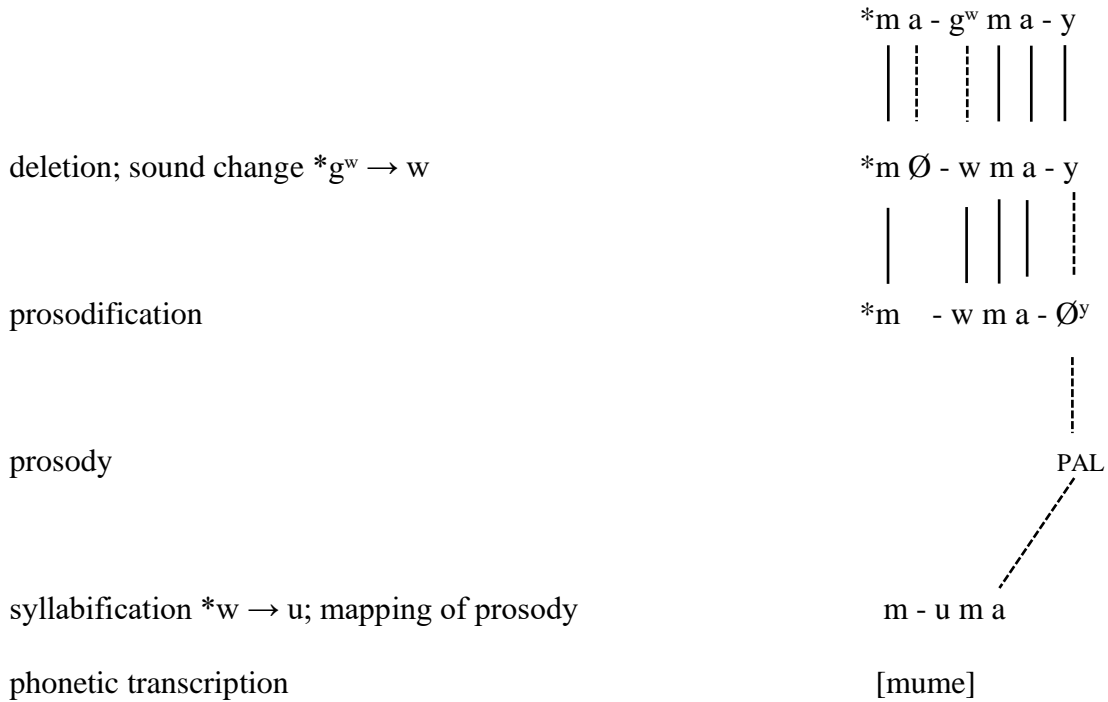 *m a - gʷ m a - y
deletion; sound change *gʷ → w *m Ø - w m a - y
prosodification *m - w m a - Øʸ
prosody PAL
syllabification *w → u; mapping of prosody m - u m a
phonetic transcription [mume]